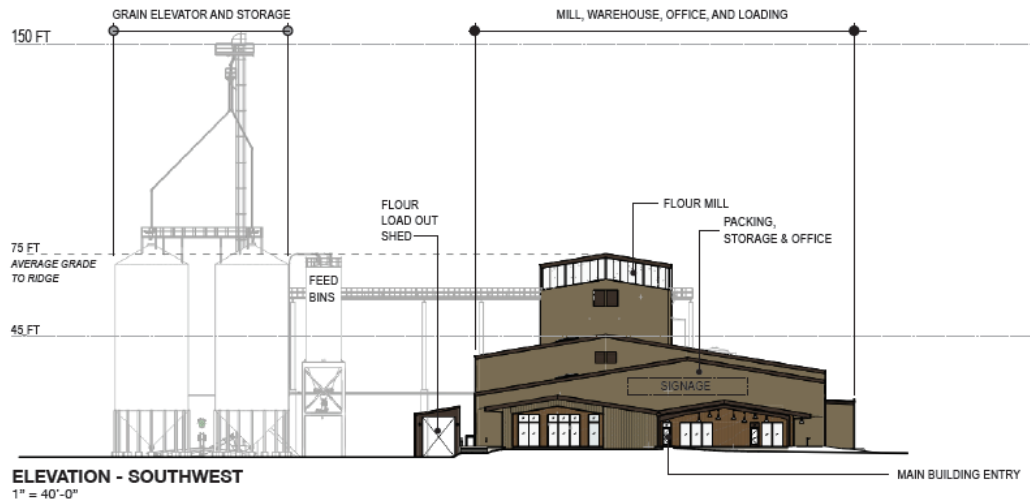 GRAIN ELEVATOR AND STORAGE
MILL, WAREHOUSE, OFFICE, AND LOADING
150 FT
FLOUR
LOAD OUT
SHED
FLOUR MILL
PACKING,
STORAGE & OFFICE
75 FT
AVERAGE GRADE
TO RIDGE
FEED
BINS
45 FT
SIGNAGE
MAIN BUILDING ENTRY
ELEVATION - SOUTHWEST
1" = 40'-0"